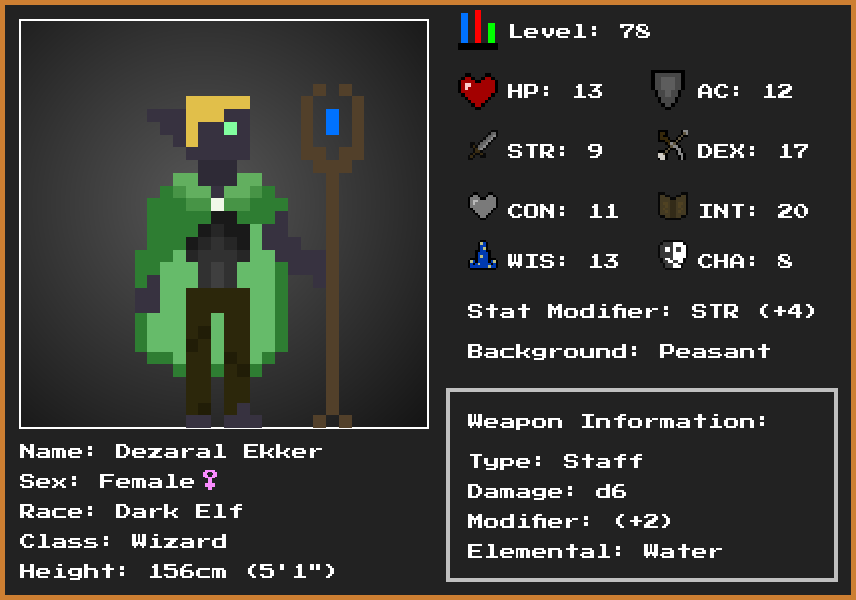 Level: 78
HP: 13
AC: 12
STR: 9
DEX: 17
CON: 11
INT: 20
WIS: 13
CHA: 8
Stat Modifier: STR (+4)
Background: Peasant
Weapon Information:
Type: Staff
Damage: d6
Modifier: (+2)
Elemental: Water
Name: Dezaral Ekker
Sex: Female♀
Race: Dark Elf
Class: Wizard
Height: 156cm (5'1")